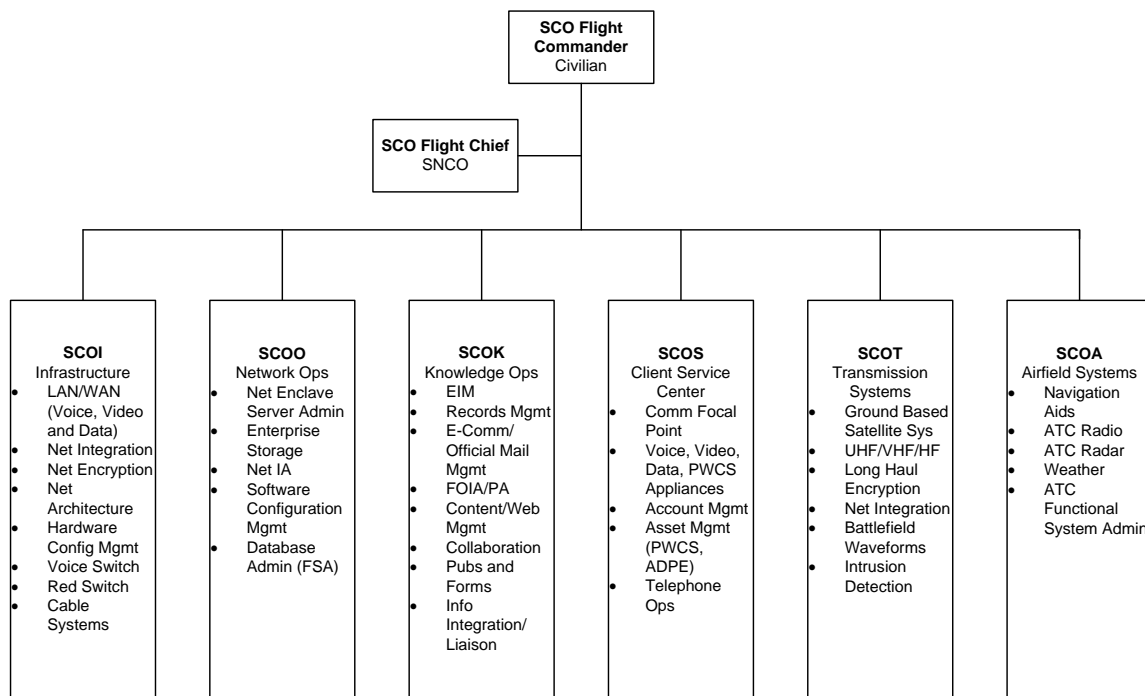 SCO Flight
Commander
Civilian
SCO Flight Chief
SNCO
SCOI
Infrastructure
• LAN/WAN
(Voice, Video
and Data)
• Net Integration
• Net Encryption
• Net
Architecture
• Hardware
Config Mgmt
• Voice Switch
• Red Switch
• Cable
Systems
SCOO
Network Ops
• Net Enclave
Server Admin
• Enterprise
Storage
• Net IA
• Software
Configuration
Mgmt
• Database
Admin (FSA)
SCOK
Knowledge Ops
• EIM
• Records Mgmt
• E-Comm/
Official Mail
Mgmt
• FOIA/PA
• Content/Web
Mgmt
• Collaboration
• Pubs and
Forms
• Info
Integration/
Liaison
SCOS
Client Service
Center
• Comm Focal
Point
• Voice, Video,
Data, PWCS
Appliances
• Account Mgmt
• Asset Mgmt
(PWCS,
ADPE)
• Telephone
Ops
SCOT
Transmission
Systems
• Ground Based
Satellite Sys
• UHF/VHF/HF
• Long Haul
Encryption
• Net Integration
• Battlefield
Waveforms
• Intrusion
Detection
SCOA
Airfield Systems
• Navigation
Aids
• ATC Radio
• ATC Radar
• Weather
• ATC
Functional
System Admin